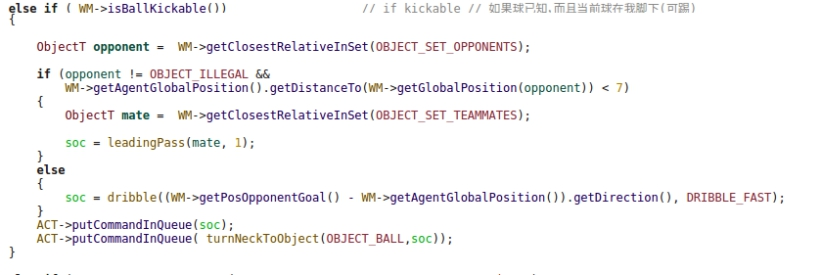 else if ( WM->isBallKickable()) // if kickable // 如果球已知,而且当前球在我脚下(可踢)
{
ObjectT opponent = WM->getClosestRelativeInSet(OBJECT_SET_OPPONENTS);
if (opponent != OBJECT_ILLEGAL &&
WM->getAgentGlobalPosition().getDistanceTo(WM->getGlobalPosition(opponent)) < 7)
{
ObjectT mate = WM->getClosestRelativeInSet(OBJECT_SET_TEAMMATES);
soc = leadingPass(mate, 1);
}
else
{
soc = dribble((WM->getPosOpponentGoal() - WM->getAgentGlobalPosition()).getDirection(), DRIBBLE_FAST);
}
ACT->putCommandInQueue(soc);
ACT->putCommandInQueue( turnNeckToObject(OBJECT_BALL,soc));
}